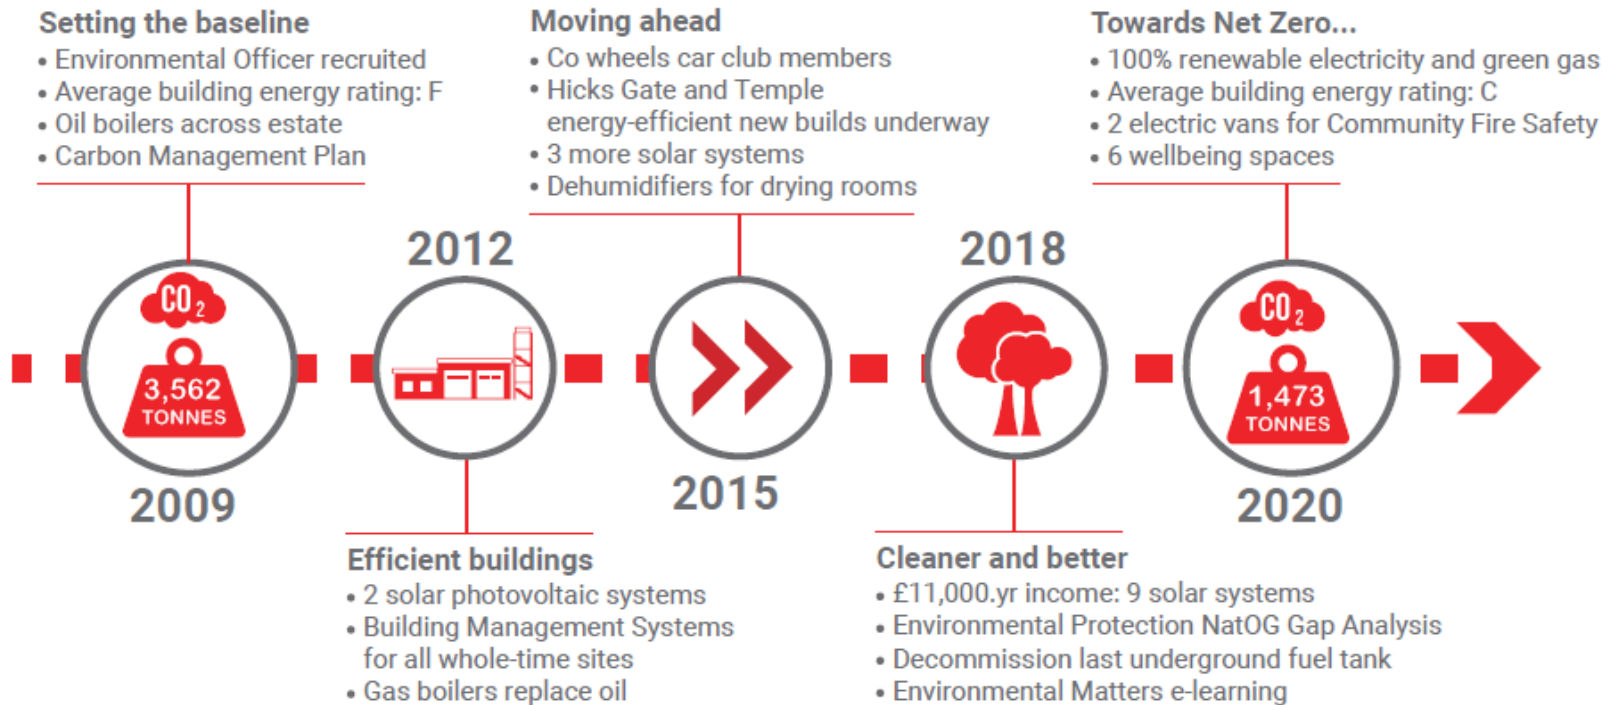 Setting the baseline
• Environmental Officer recruited
• Average building energy rating: F
• Oil boilers across estate
• Carbon Management Plan
CO2
3,562
TONNES
2009
2012
Efficient buildings
• 2 solar photovoltaic systems
• Building Management Systems
for all whole-time sites
• Gas boilers replace oil
Moving ahead
• Co wheels car club members
• Hicks Gate and Temple
energy-efficient new builds underway
• 3 more solar systems
• Dehumidifiers for drying rooms
2015
2018
Cleaner and better
• £11,000.yr income: 9 solar systems
• Environmental Protection NatOG Gap Analysis
• Decommission last underground fuel tank
• Environmental Matters e-learning
Towards Net Zero...
• 100% renewable electricity and green gas
• Average building energy rating: C
• 2 electric vans for Community Fire Safety
• 6 wellbeing spaces
CO2
1,473
TONNES
2020